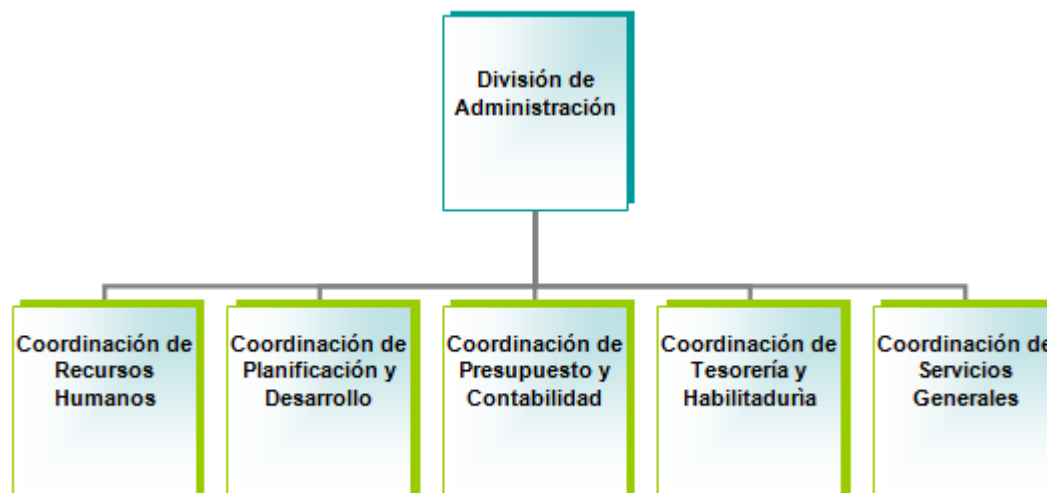 División de
Administración
Coordinación de
Recursos
Humanos
Coordinación de
Planificación y
Desarrollo
Coordinación de
Presupuesto y
Contabilidad
Coordinación de
Tesorería y
Habilitadurìa
Coordinación de
Servicios
Generales